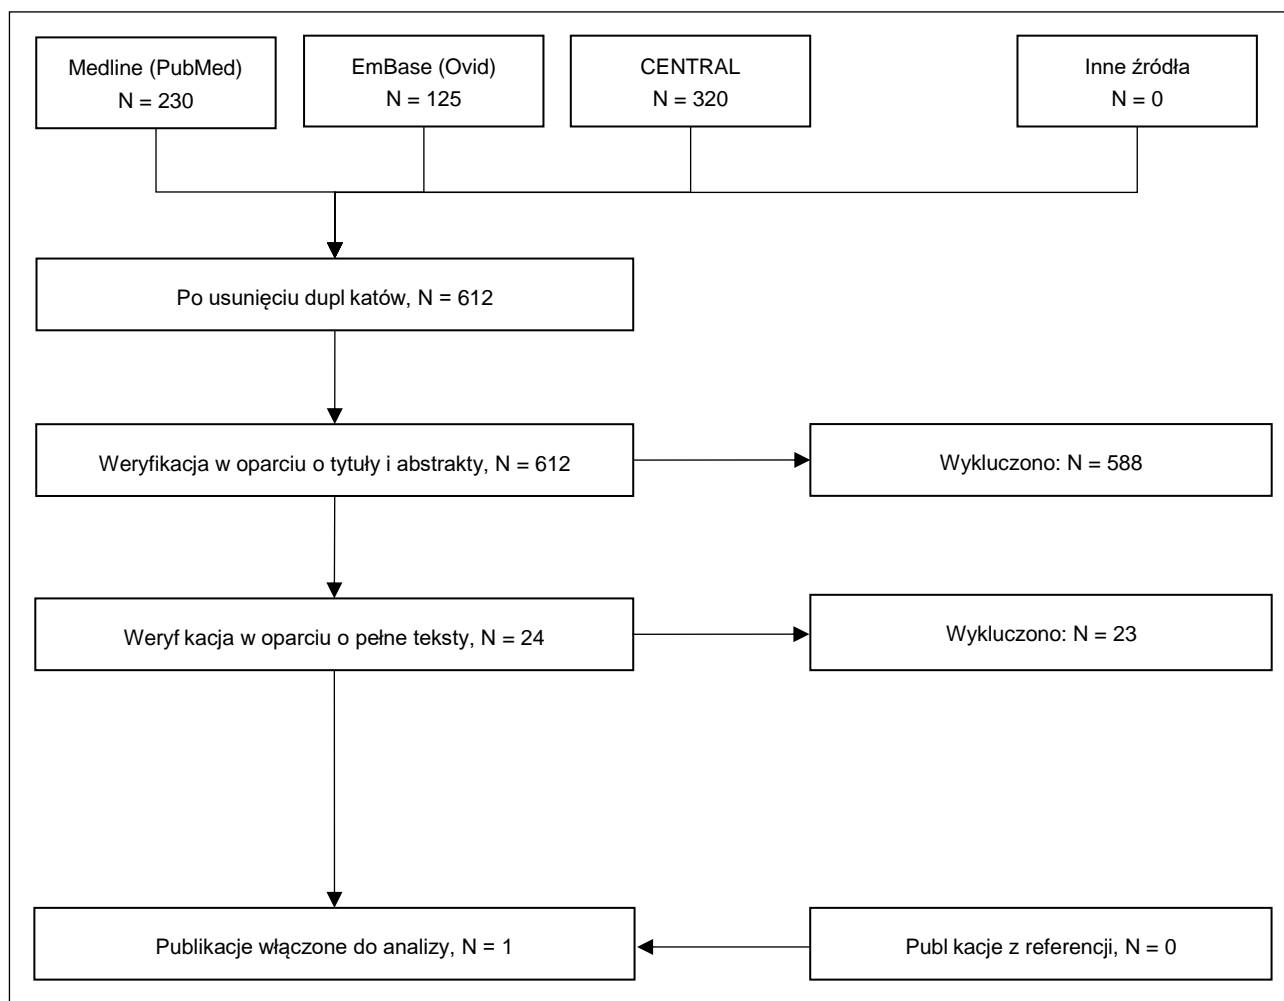 Medline (PubMed)
N = 230
EmBase (Ovid)
N = 125
CENTRAL
N = 320
Inne źródła
N = 0
Po usunięciu dupl katów, N = 612
Weryfikacja w oparciu o tytuły i abstrakty, N = 612
Wykluczono: N = 588
Weryf kacja w oparciu o pełne teksty, N = 24
Wykluczono: N = 23
Publikacje włączone do analizy, N = 1
Publ kacje z referencji, N = 0